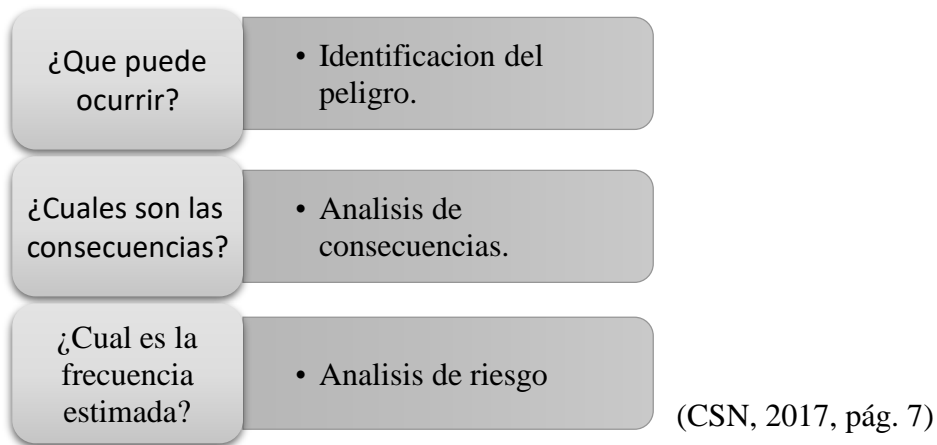 ¿Que puede
ocurrir?
• Identificacion del
peligro.
¿Cuales son las
consecuencias?
• Analisis de
consecuencias.
¿Cual es la
frecuencia
estimada?
• Analisis de riesgo
(CSN, 2017, pág. 7)